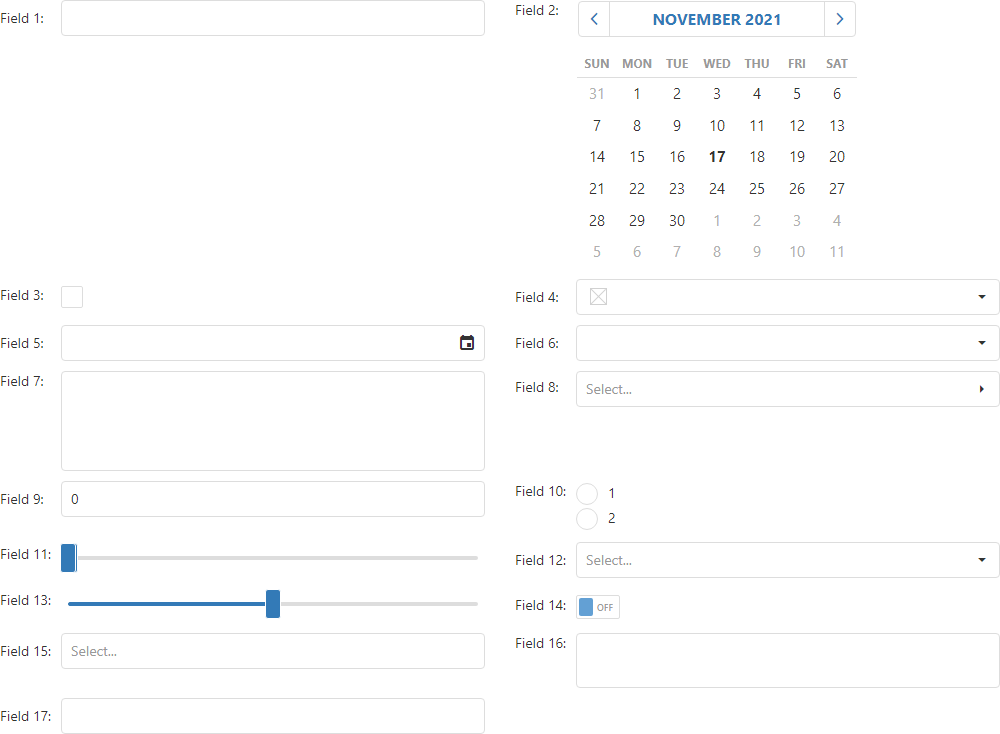 Field 1:
Field 2:
NOVEMBER 2021
SUN MON TUE WED THU FRI SAT
31 1 2 3 4 5 6
7 8 9 10 11 12 13
14 15 16 17 18 19 20
21 22 23 24 25 26 27
28 29 30 1 2 3 4
5 6 7 8 9 10 11
Field 3:
Field 4:
Field 5:
Field 6:
Field 7:
Field 8: Select...
Field 9: 0
Field 10: 1
2
Field 11:
Field 12: Select...
Field 13:
Field 14: OFF
Field 15: Select...
Field 16:
Field 17: